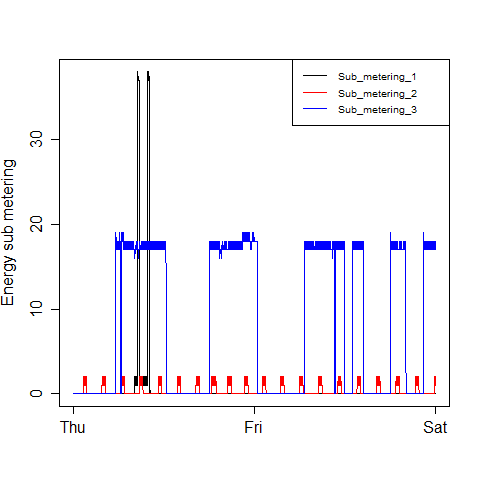 Sub_metering_1
Sub_metering_2
Sub_metering_3
Energy sub metering
30
20
10
0
Thu Fri Sat